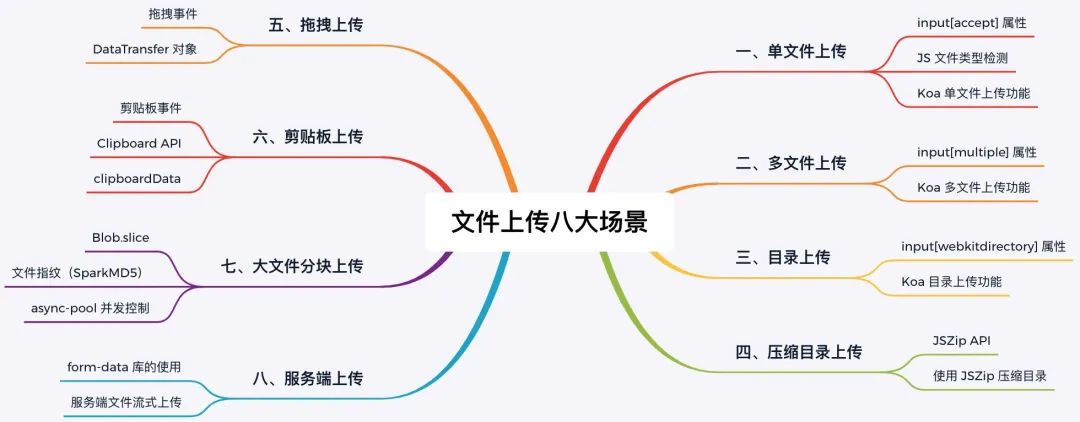 文件上传八大场景
一、单文件上传
input[accept] 属性
JS 文件类型检测
Koa 单文件上传功能
二、多文件上传
input[multiple] 属性
Koa 多文件上传功能
三、目录上传
input[webkitdirectory] 属性
Koa 目录上传功能
四、压缩目录上传
JSZip API
使用 JSZip 压缩目录
五、拖拽上传
拖拽事件
DataTransfer 对象
六、剪贴板上传
剪贴板事件
Clipboard API
clipboardData
七、大文件分块上传
Blob.slice
文件指纹（SparkMD5）
async-pool 并发控制
八、服务端上传
form-data 库的使用
服务端文件流式上传